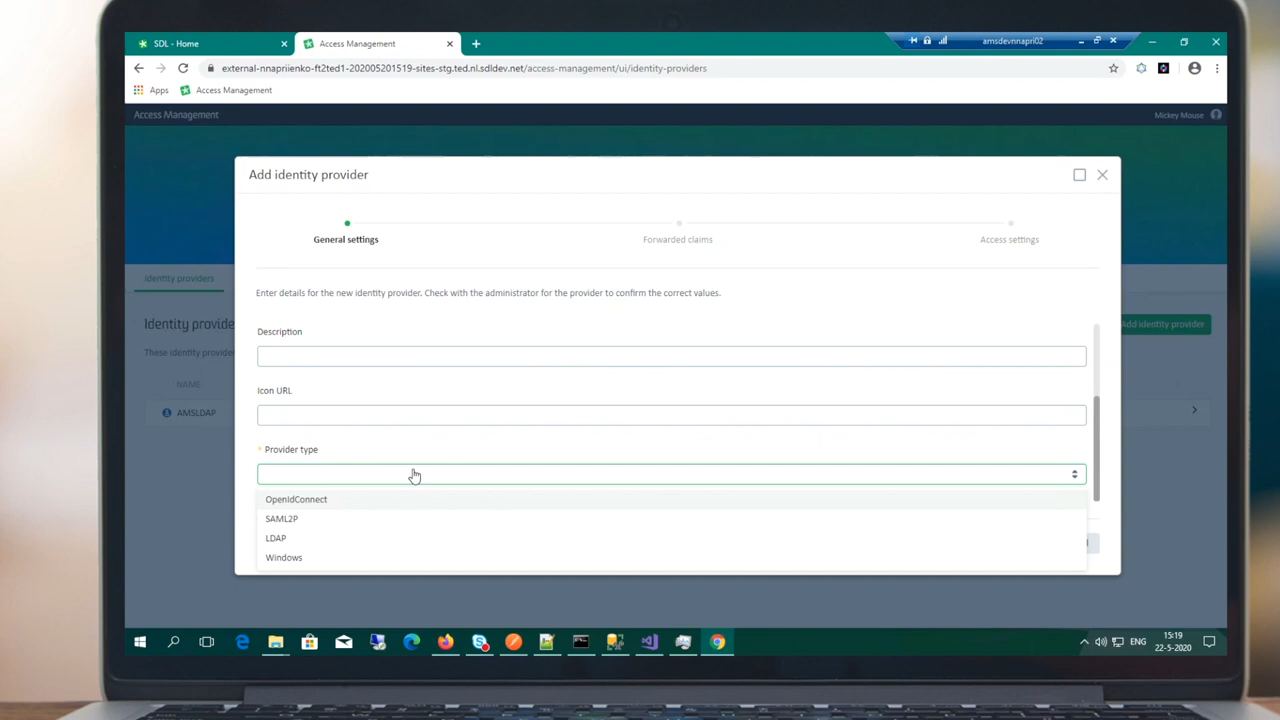 SDL - Home
Access Management
amsdevnnapri02
external-nnapriienko-ft2ted1-202005201519-sites-stg.ted.nl.sdldev.net/access-management/ui/identity-providers
Apps
Access Management
Access Management
Mickey Mouse
Add identity provider
General settings
Forwarded claims
Access settings
Identity providers
Enter details for the new identity provider. Check with the administrator for the provider to confirm the correct values.
Identity provide
Add identity provider
Description
These identity provider
NAME
Icon URL
AMSLDAP
* Provider type
OpenIdConnect
SAML2P
LDAP
Windows
ENG
15:19
22-5-2020